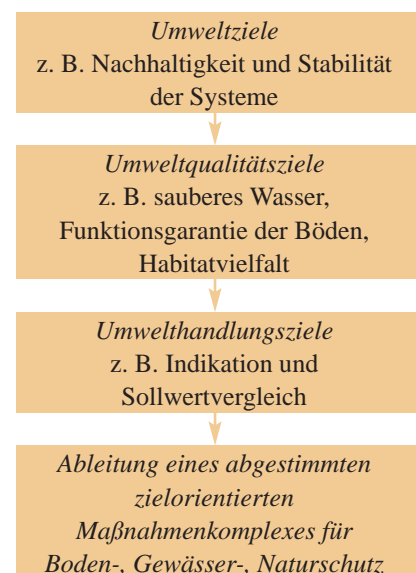 Umweltziele
z. B. Nachhaltigkeit und Stabilität
der Systeme
Umweltqualitätsziele
z. B. sauberes Wasser,
Funktionsgarantie der Böden,
Habitatvielfalt
Umwelthandlungsziele
z. B. Indikation und
Sollwertvergleich
Ableitung eines abgestimmten
zielorientierten
Maßnahmenkomplexes für
Boden-, Gewässer-, Naturschutz